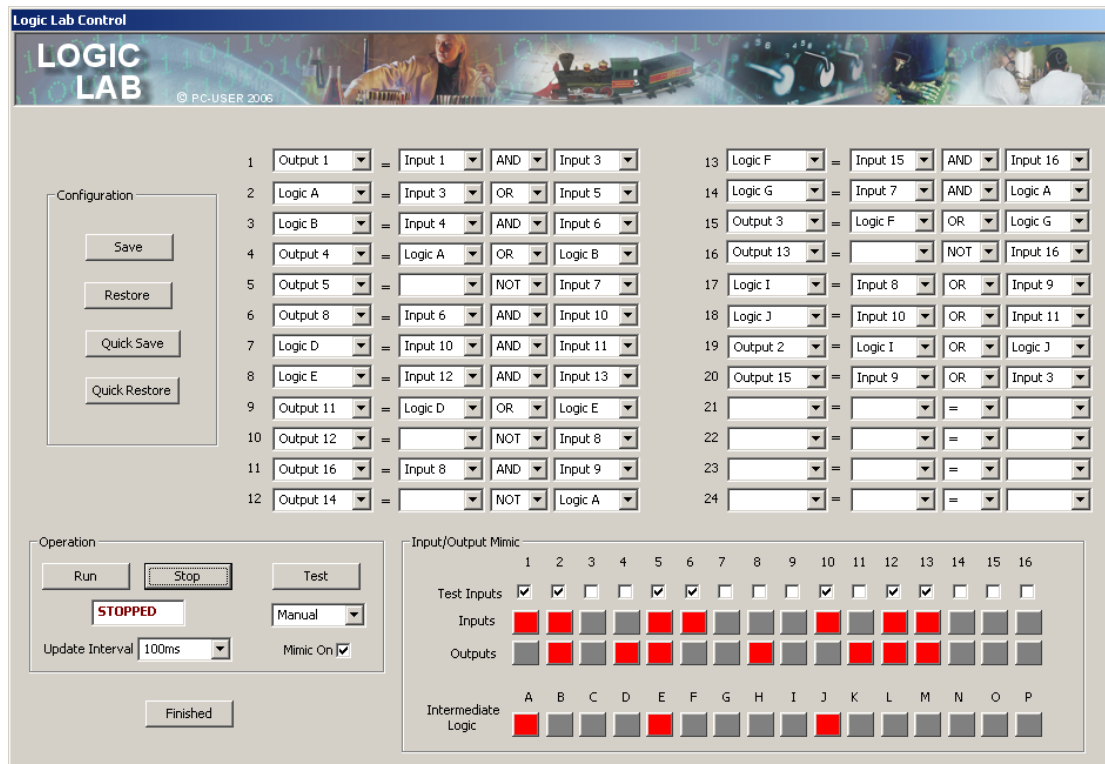 Logic Lab Control
LOGIC
LAB
© PC-USER 2006
Configuration
Save
Restore
Quick Save
Quick Restore
1 Output 1 = Input 1 AND Input 3
2 Logic A = Input 3 OR Input 5
3 Logic B = Input 4 AND Input 6
4 Output 4 = Logic A OR Logic B
5 Output 5 = NOT Input 7
6 Output 8 = Input 6 AND Input 10
7 Logic D = Input 10 AND Input 11
8 Logic E = Input 12 AND Input 13
9 Output 11 = Logic D OR Logic E
10 Output 12 = NOT Input 8
11 Output 16 = Input 8 AND Input 9
12 Output 14 = NOT Logic A
13 Logic F = Input 15 AND Input 16
14 Logic G = Input 7 AND Logic A
15 Output 3 = Logic F OR Logic G
16 Output 13 = NOT Input 16
17 Logic I = Input 8 OR Input 9
18 Logic J = Input 10 OR Input 11
19 Output 2 = Logic I OR Logic J
20 Output 15 = Input 9 OR Input 3
21 = =
22 = =
23 = =
24 = =
Operation
Run Stop Test
STOPPED Manual
Update Interval 100ms Mimic On
Finished
Input/Output Mimic
1 2 3 4 5 6 7 8 9 10 11 12 13 14 15 16
Test Inputs
Inputs
Outputs
A B C D E F G H I J K L M N O P
Intermediate
Logic